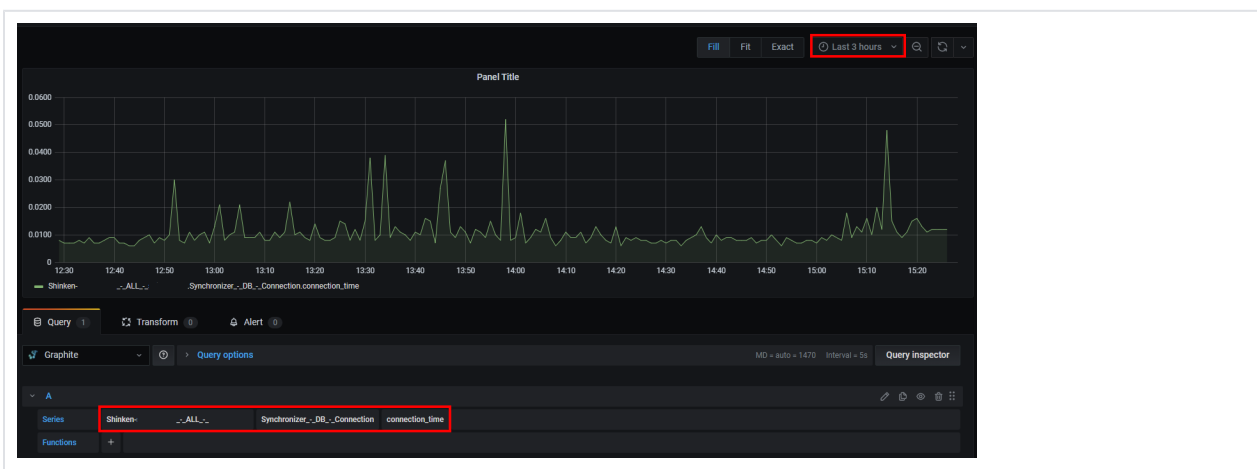 Fill Fit Exact Last 3 hours
Panel Title
0.0600
0.0500
0.0400
0.0300
0.0200
0.0100
0
12:30 12:40 12:50 13:00 13:10 13:20 13:30 13:40 13:50 14:00 14:10 14:20 14:30 14:40 14:50 15:00 15:10 15:20
Shinken- _-_ALL_-_: .Synchronizer_-_DB_-_Connection.connection_time
Query 1 Transform 0 Alert 0
Graphite Query options MD = auto = 1470 Interval = 5s Query inspector
A
Series Shinken- _-_ALL_-_ Synchronizer_-_DB_-_Connection connection_time
Functions +